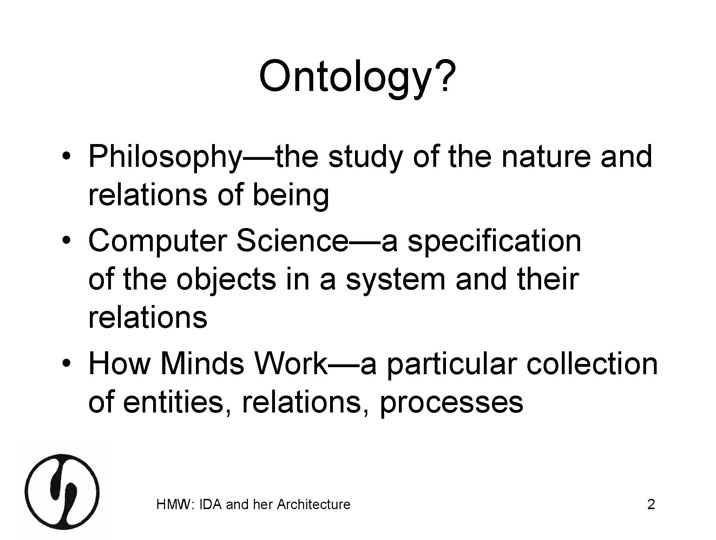 Ontology?
• Philosophy—the study of the nature and
relations of being
• Computer Science—a specification
of the objects in a system and their
relations
• How Minds Work—a particular collection
of entities, relations, processes
HMW: IDA and her Architecture
2